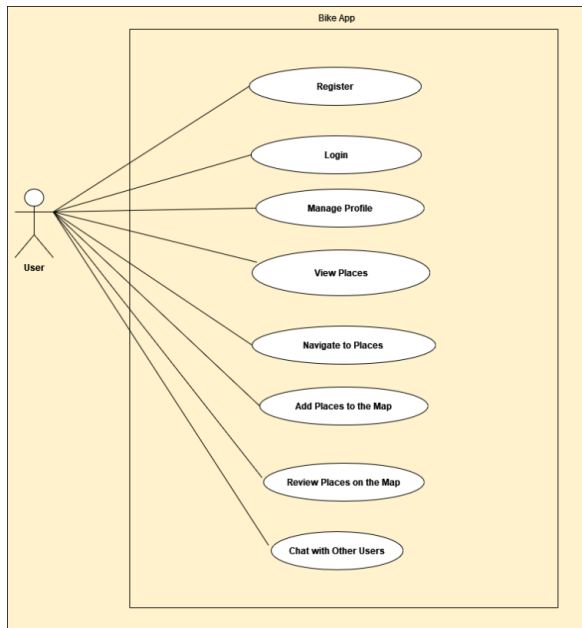 Bike App
Register
Login
Manage Profile
View Places
User
Navigate to Places
Add Places to the Map
Review Places on the Map
Chat with Other Users